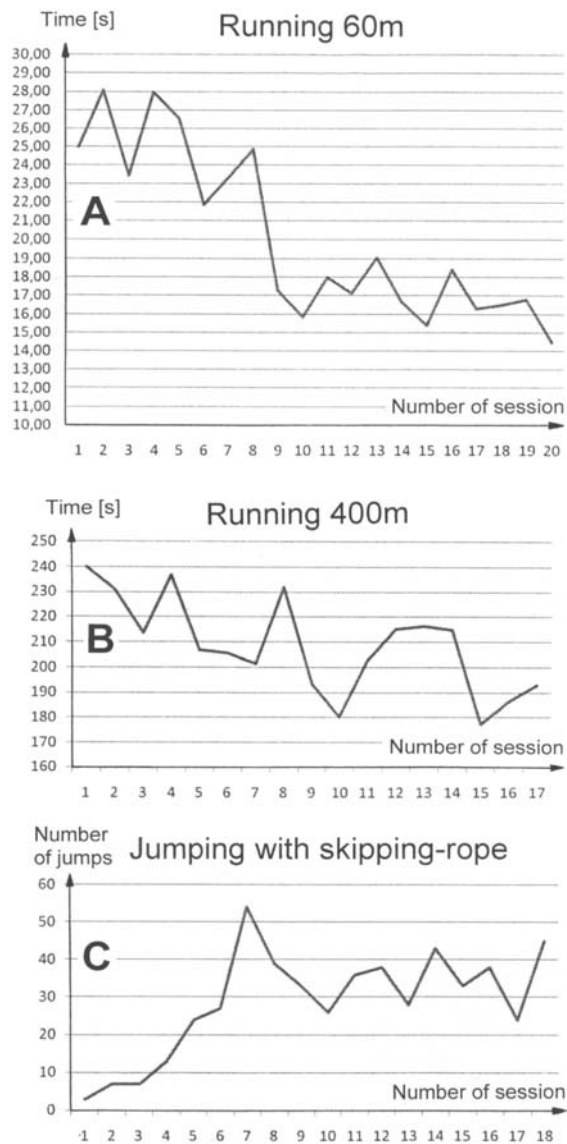 Time [s]
Running 60m
30,00
29,00
28,00
27,00
26,00
25,00
24,00
23,00
22,00
21,00
20,00
19,00
18,00
17,00
16,00
15,00
14,00
13,00
12,00
11,00
10,00
A
Number of session
1 2 3 4 5 6 7 8 9 10 11 12 13 14 15 16 17 18 19 20
Time [s]
Running 400m
250
240
230
220
210
200
190
180
170
160
B
Number of session
1 2 3 4 5 6 7 8 9 10 11 12 13 14 15 16 17
Number
of jumps
Jumping with skipping-rope
60
50
40
30
20
10
0
C
Number of session
1 2 3 4 5 6 7 8 9 10 11 12 13 14 15 16 17 18